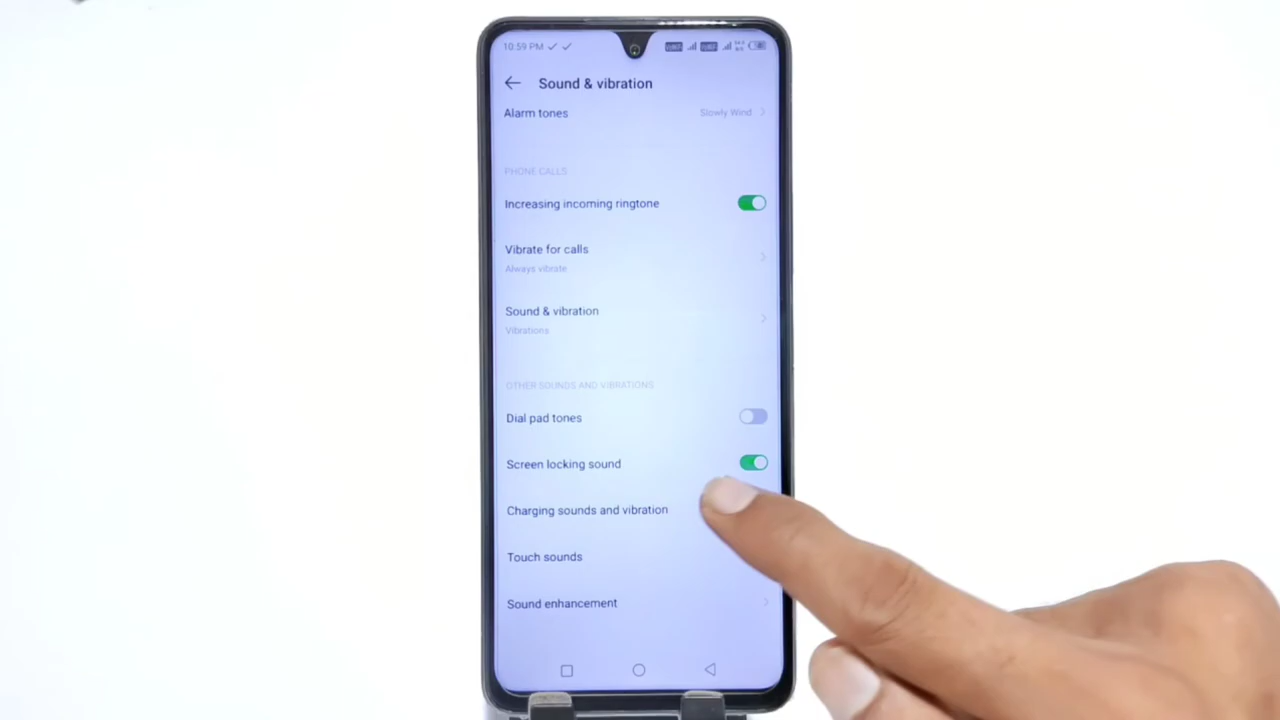 10:59 PM
Sound & vibration
Alarm tones
Slowly Wind
PHONE CALLS
Increasing incoming ringtone
Vibrate for calls
Always vibrate
Sound & vibration
Vibrations
OTHER SOUNDS AND VIBRATIONS
Dial pad tones
Screen locking sound
Charging sounds and vibration
Touch sounds
Sound enhancement